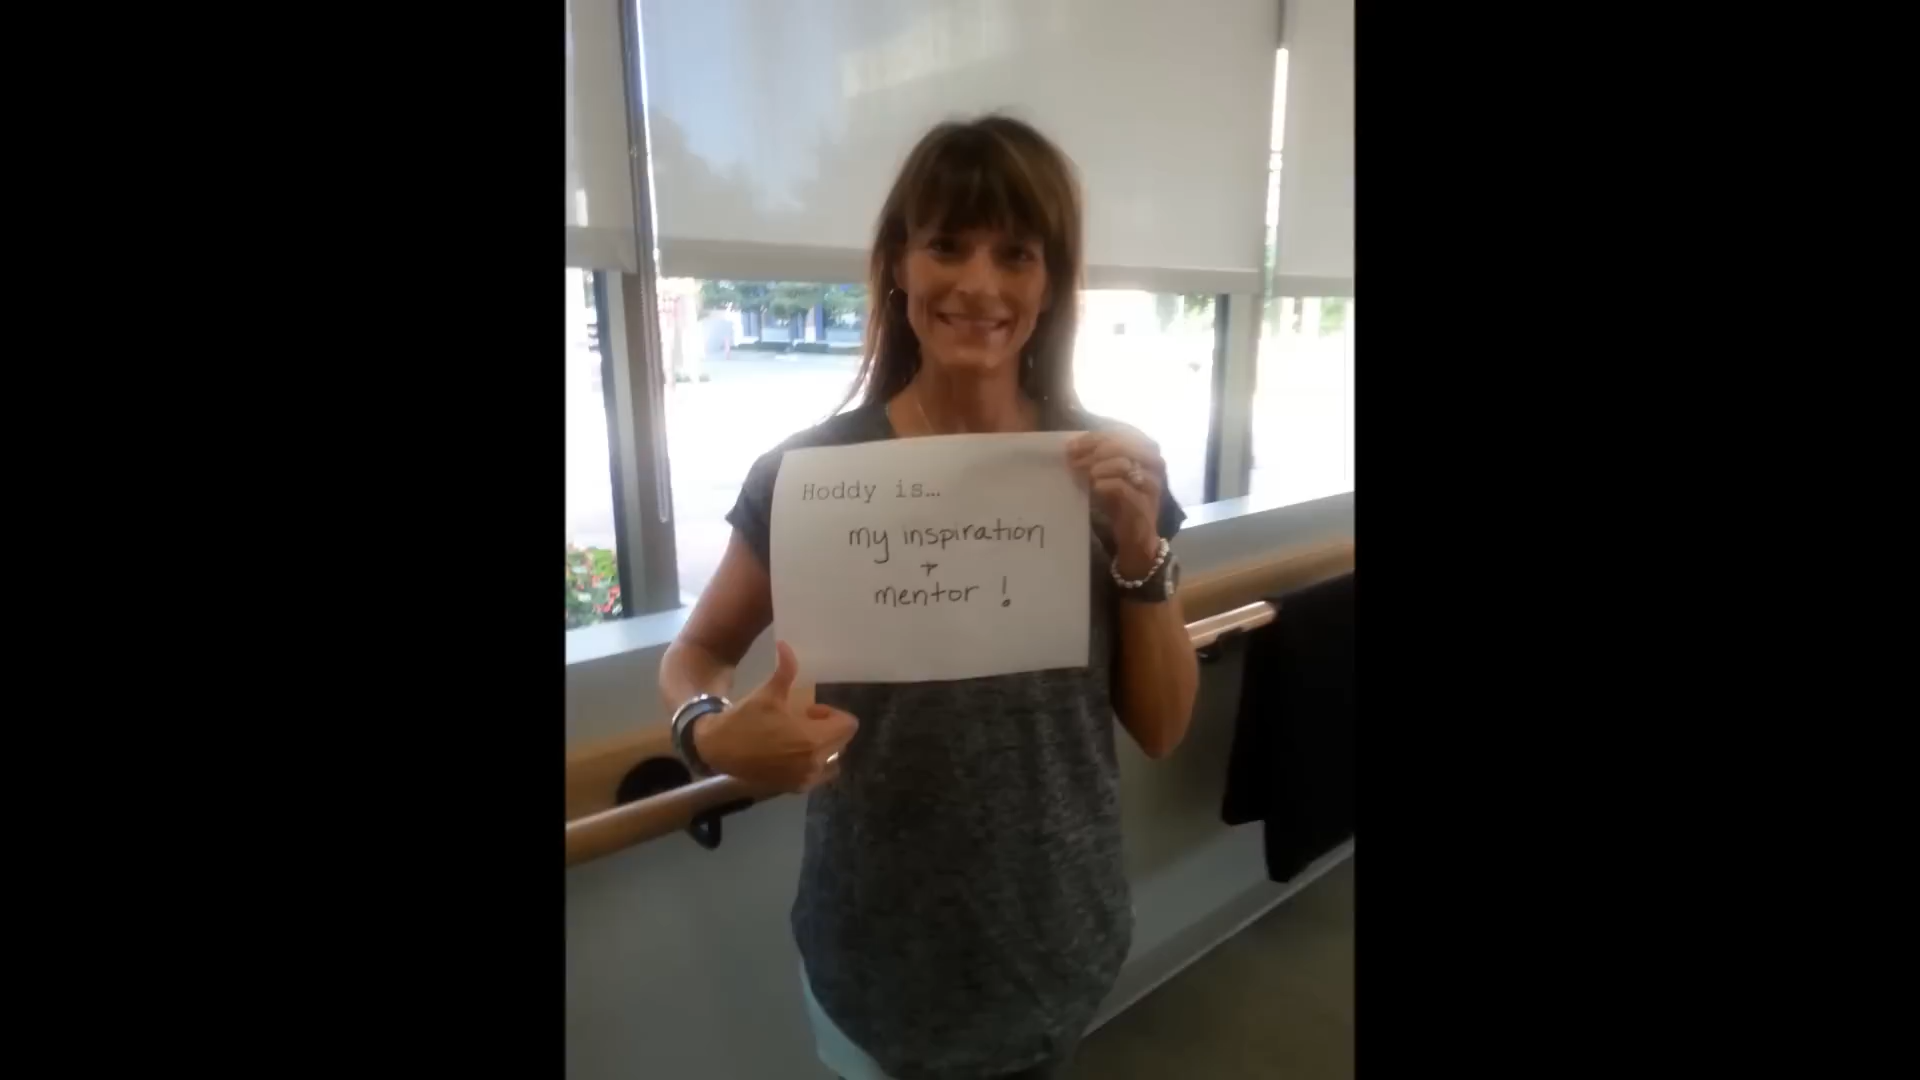 Hoddy is…
my inspiration
+
mentor !